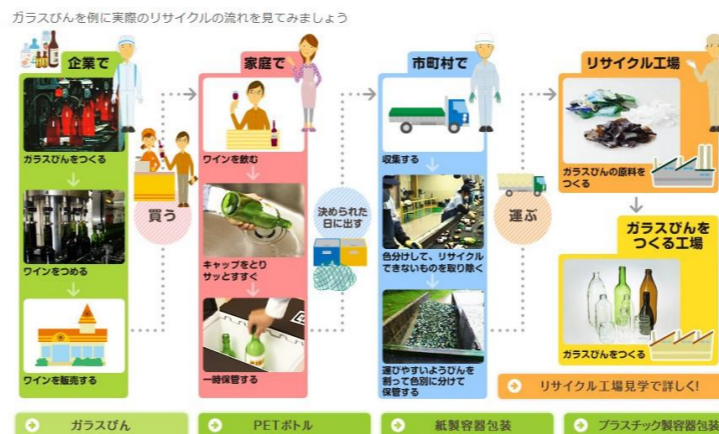 ガラスびんを例に実際のリサイクルの流れを見てみましょう
企業で
ガラスびんをつくる
ワインをつめる
ワインを販売する
買う
家庭で
ワインを飲む
キャップをとり
サッとすすぐ
一時保管する
決められた
日に出す
市町村で
収集する
色分けして、リサイクル
できないものを取り除く
運びやすいようびんを
割って色別に分けて
保管する
運ぶ
リサイクル工場
ガラスびんの原料を
つくる
ガラスびんを
つくる工場
ガラスびんをつくる
リサイクル工場見学で詳しく!
ガラスびん
PETボトル
紙製容器包装
プラスチック製容器包装